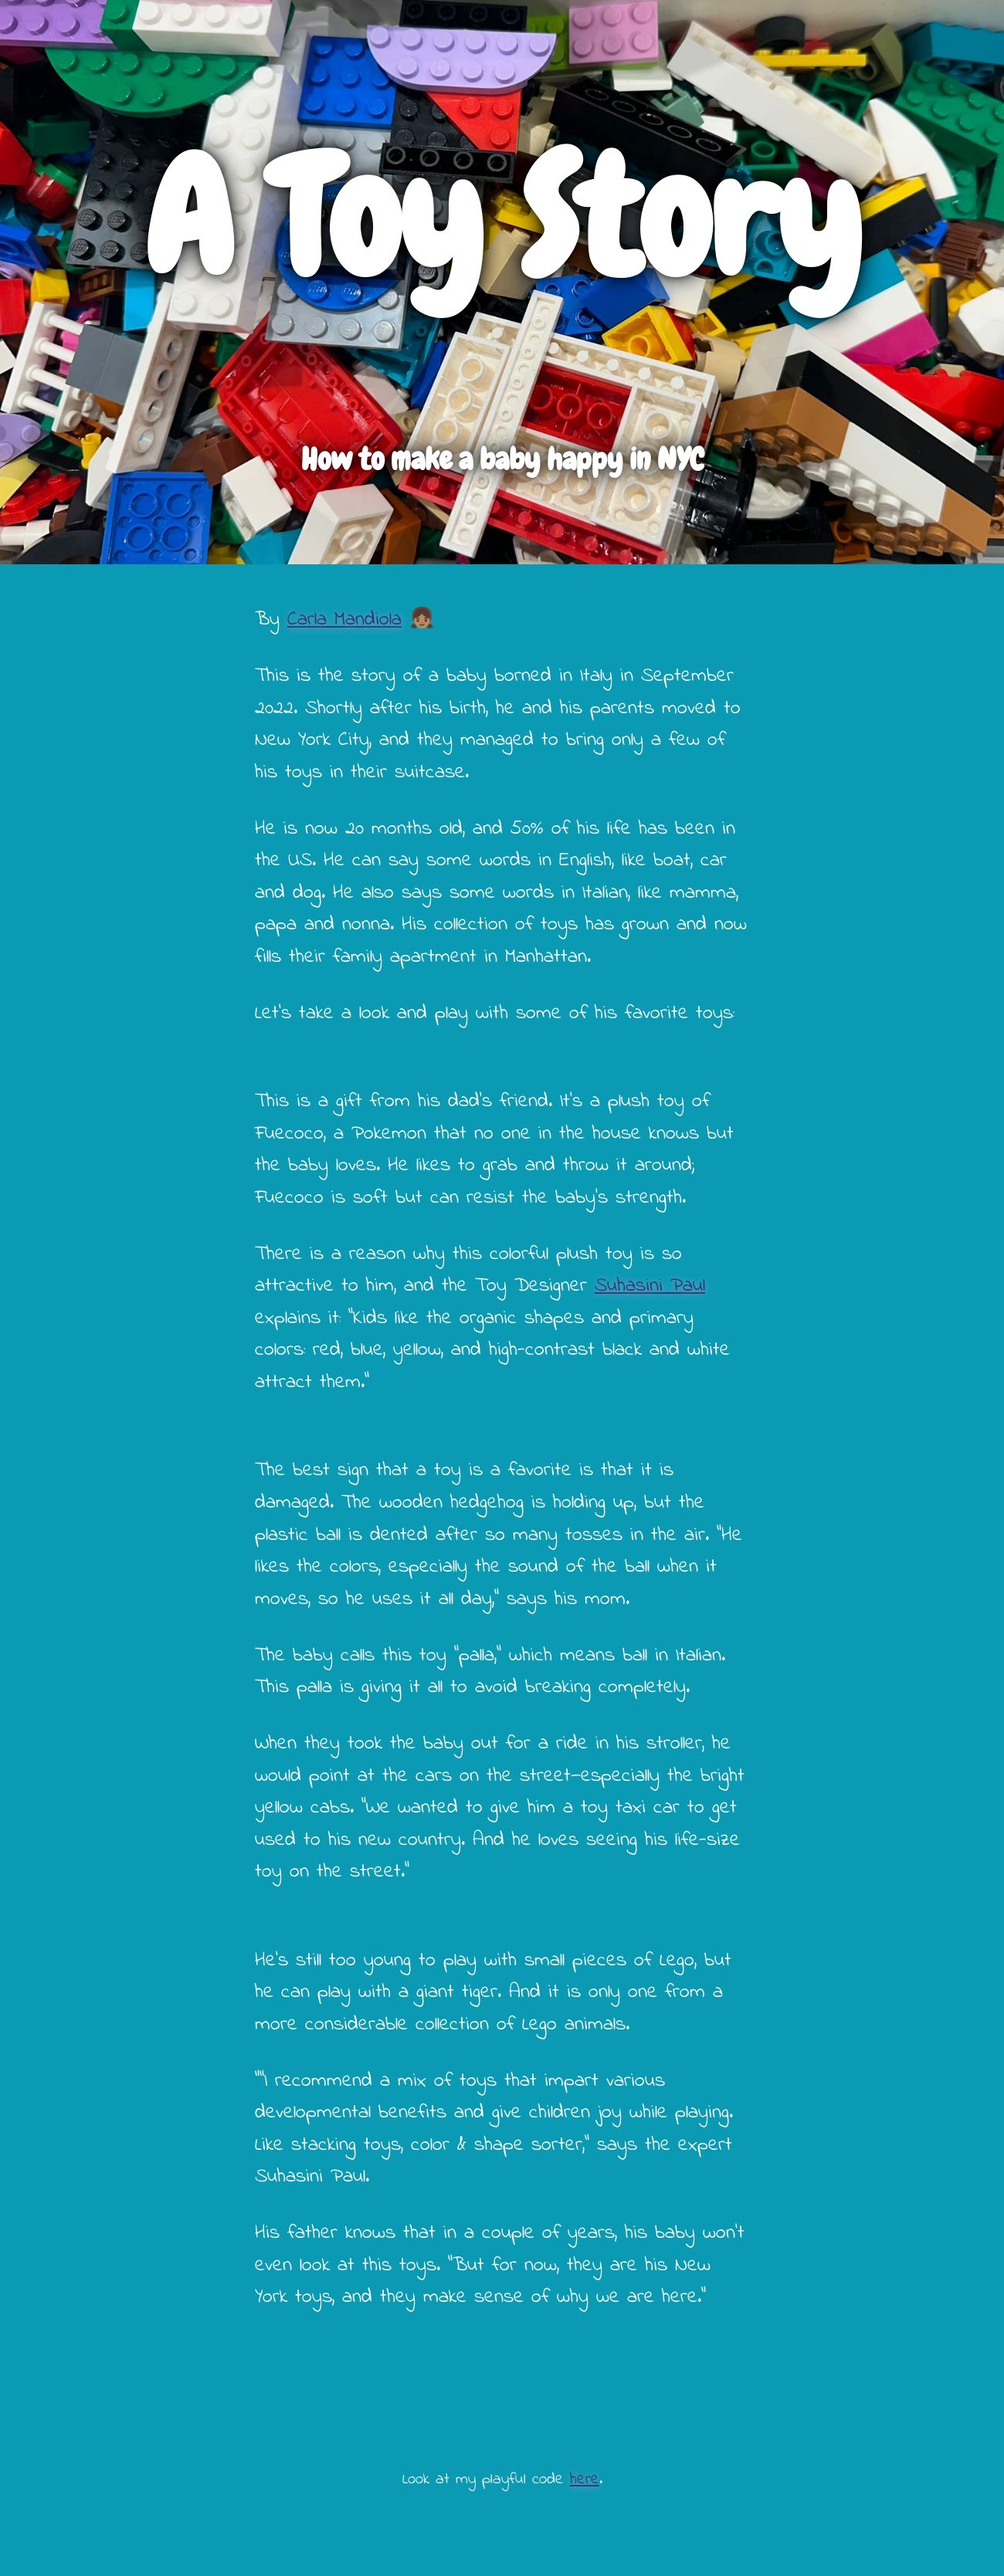 A Toy Story
How to make a baby happy in NYC
By Carla Mandiola 👧🏽
This is the story of a baby borned in Italy in September
2022. Shortly after his birth, he and his parents moved to
New York City, and they managed to bring only a few of
his toys in their suitcase.
He is now 20 months old, and 50% of his life has been in
the US. He can say some words in English, like boat, car
and dog. He also says some words in Italian, like mamma,
papa and nonna. His collection of toys has grown and now
fills their family apartment in Manhattan.
Let's take a look and play with some of his favorite toys:
This is a gift from his dad's friend. It's a plush toy of
Fuecoco, a Pokemon that no one in the house knows but
the baby loves. He likes to grab and throw it around;
Fuecoco is soft but can resist the baby's strength.
There is a reason why this colorful plush toy is so
attractive to him, and the Toy Designer Suhasini Paul
explains it: "Kids like the organic shapes and primary
colors: red, blue, yellow, and high-contrast black and white
attract them."
The best sign that a toy is a favorite is that it is
damaged. The wooden hedgehog is holding up, but the
plastic ball is dented after so many tosses in the air. "He
likes the colors, especially the sound of the ball when it
moves, so he uses it all day," says his mom.
The baby calls this toy "palla," which means ball in Italian.
This palla is giving it all to avoid breaking completely.
When they took the baby out for a ride in his stroller, he
would point at the cars on the street—especially the bright
yellow cabs. "We wanted to give him a toy taxi car to get
used to his new country. And he loves seeing his life-size
toy on the street."
He's still too young to play with small pieces of Lego, but
he can play with a giant tiger. And it is only one from a
more considerable collection of Lego animals.
""I recommend a mix of toys that impart various
developmental benefits and give children joy while playing.
Like stacking toys, color & shape sorter," says the expert
Suhasini Paul.
His father knows that in a couple of years, his baby won't
even look at this toys. "But for now, they are his New
York toys, and they make sense of why we are here."
Look at my playful code here.